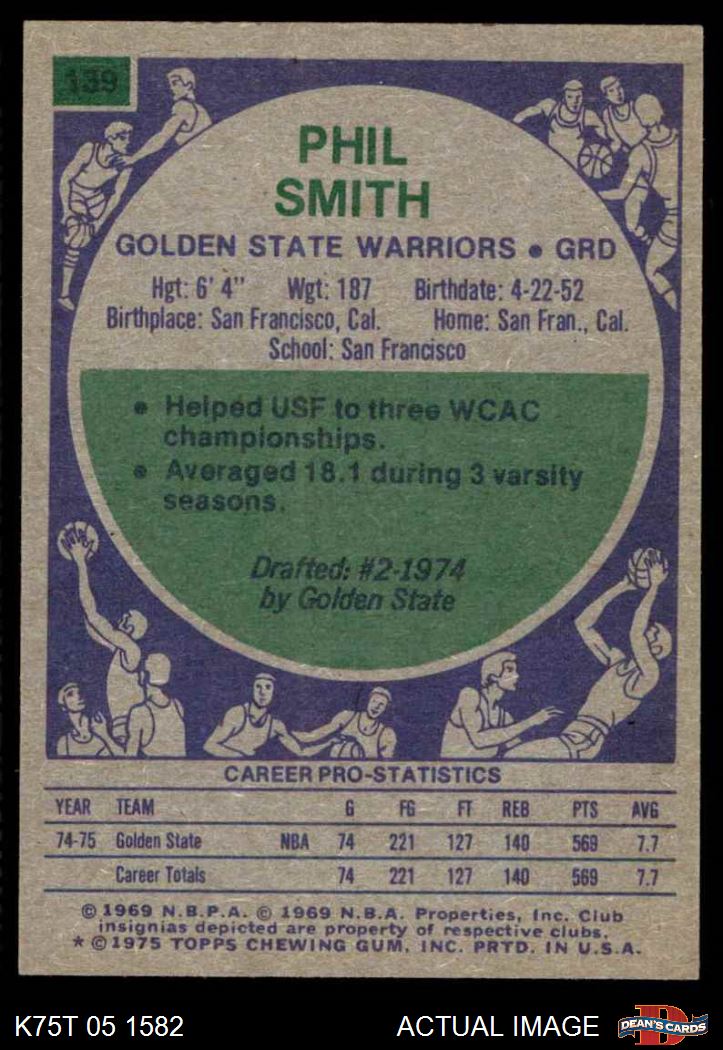 139
PHIL
SMITH
GOLDEN STATE WARRIORS • GRD
Hgt: 6' 4" Wgt: 187 Birthdate: 4-22-52
Birthplace: San Francisco, Cal. Home: San Fran., Cal.
School: San Francisco
• Helped USF to three WCAC
championships.
• Averaged 18.1 during 3 varsity
seasons.
Drafted: #2-1974
by Golden State
CAREER PRO-STATISTICS
YEAR TEAM G FG FT REB PTS AVG
74-75 Golden State NBA 74 221 127 140 569 7.7
Career Totals 74 221 127 140 569 7.7
© 1969 N.B.P.A. © 1969 N.B.A. Properties, Inc. Club
insignias depicted are property of respective clubs.
* © 1975 TOPPS CHEWING GUM, INC. PRTD. IN U.S.A.
K75T 05 1582 ACTUAL IMAGE D DEAN'S CARDS